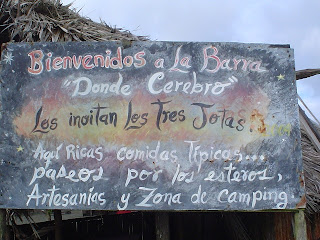 Bienvenidos a La Barra
"Donde Cerebro"
Los invitan Los Tres Jotas.
Aquí Ricas comidas Tipicas...
paseos por los esteros,
Artesanías y Zona de camping